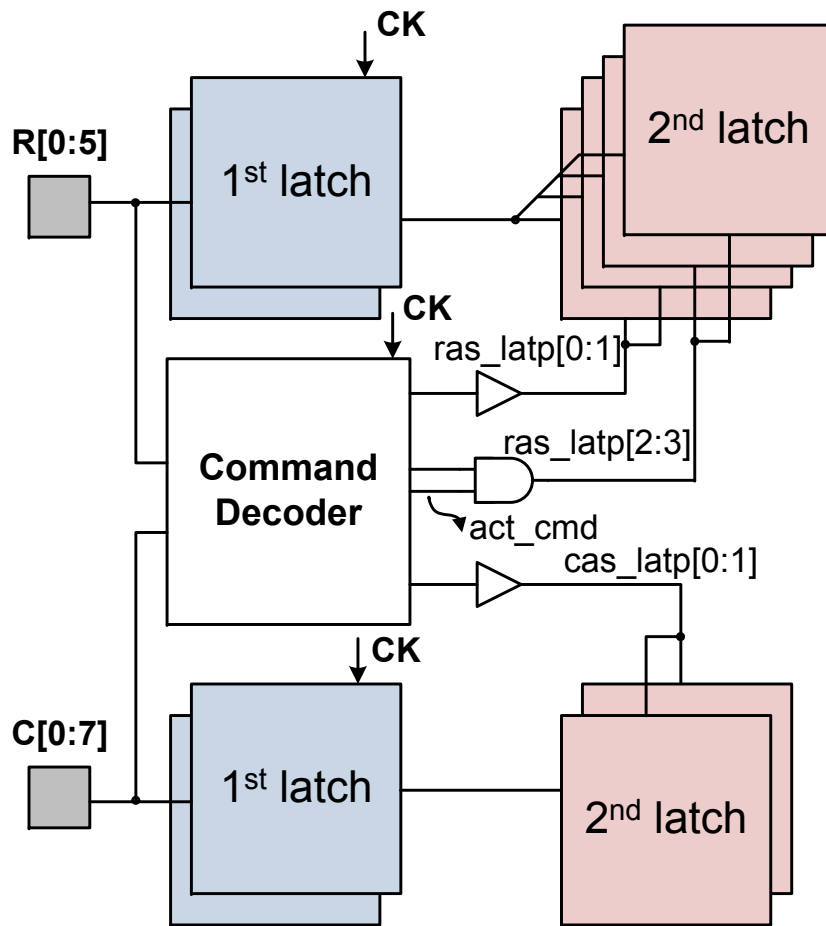 CK
R[0:5]
1st latch
2nd latch
CK
ras_latp[0:1]
Command
Decoder
ras_latp[2:3]
act_cmd
cas_latp[0:1]
CK
C[0:7]
1st latch
2nd latch